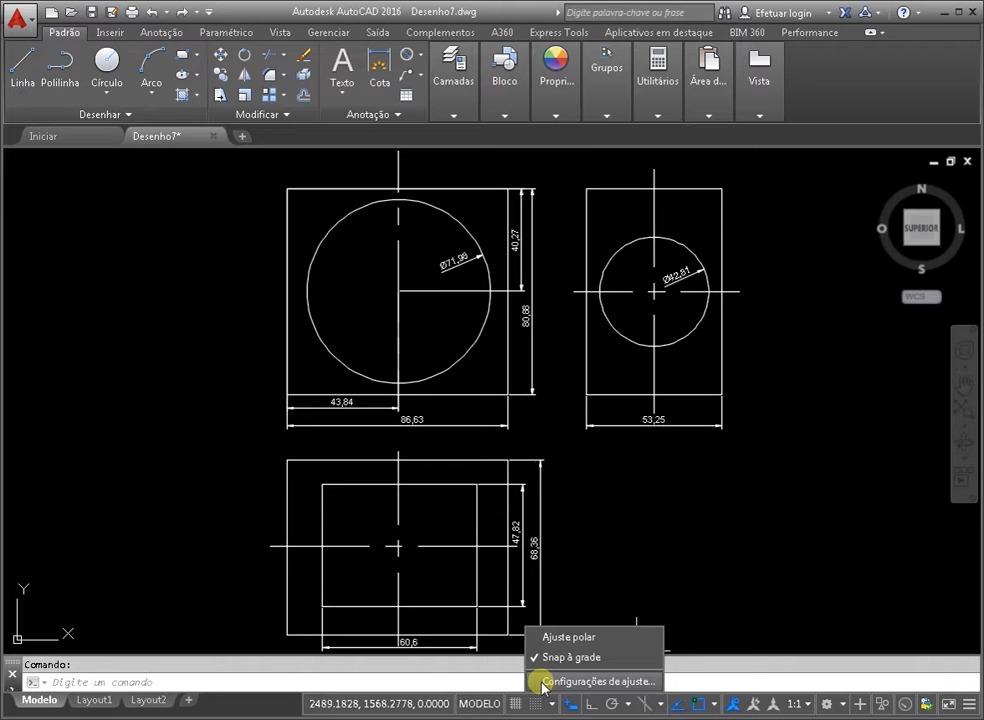 Autodesk AutoCAD 2016 Desenho7.dwg
Digite palavra-chave ou frase
Efetuar login
Padrão Inserir Anotação Paramétrico Vista Gerenciar Saída Complementos A360 Express Tools Aplicativos em destaque BIM 360 Performance
Linha Polilinha Círculo Arco Texto Cota Camadas Bloco Propri... Grupos Utilitários Área d... Vista
Desenhar Modificar Anotação
Iniciar Desenho7* +
N
O SUPERIOR L
S
WCS
40,27
Ø71,98
80,88
43,84
86,63
Ø42,81
53,25
47,82
68,36
60,6
Y
X
Ajuste polar
Snap à grade
Configurações de ajuste...
Comando:
Digite um comando
Modelo Layout1 Layout2 +
2489.1828, 1568.2778, 0.0000 MODELO 1:1